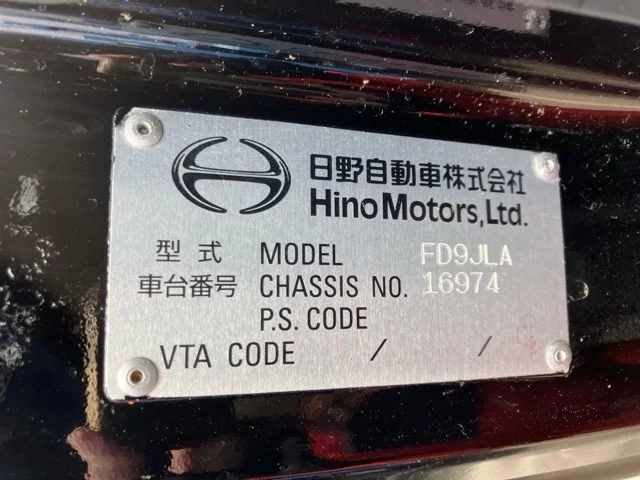 日野自動車株式会社
Hino Motors, Ltd.
型式 MODEL FD9JLA
車台番号 CHASSIS NO. 16974
P.S. CODE
VTA CODE / /